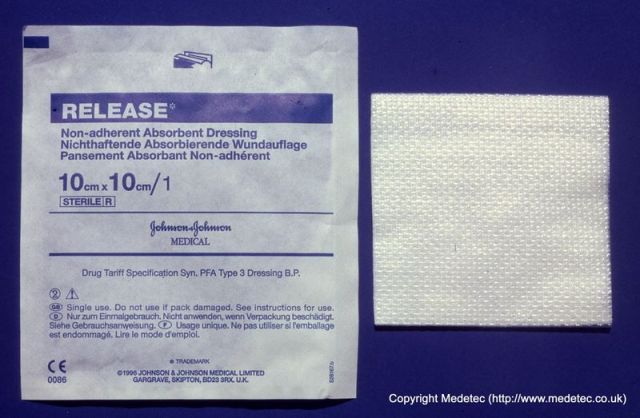 RELEASE*
Non-adherent Absorbent Dressing
Nichthaftende Absorbierende Wundauflage
Pansement Absorbant Non-adhérent
10cm x 10cm/1
STERILE R
Johnson & Johnson
MEDICAL
Drug Tariff Specification Syn. PFA Type 3 Dressing B.P.
2
GB Single use. Do not use if pack damaged. See instructions for use.
D Nur zum Einmalgebrauch. Nicht anwenden, wenn Verpackung beschädigt.
Siehe Gebrauchsanweisung. F Usage unique. Ne pas utiliser si l'emballage
est endommagé. Lire le mode d'emploi.
* TRADEMARK
CE
0086
©1996 JOHNSON & JOHNSON MEDICAL LIMITED
GARGRAVE, SKIPTON, BD23 3RX. U.K.
Copyright Medetec (http://www.medetec.co.uk)